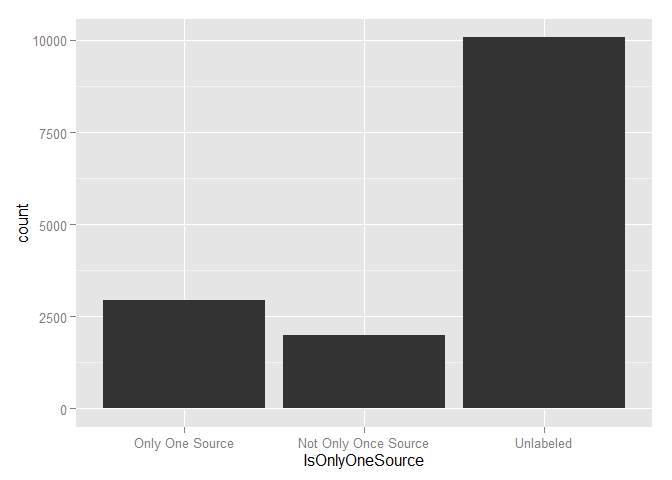 10000
7500
5000
2500
0
count
Only One Source
Not Only Once Source
Unlabeled
IsOnlyOneSource